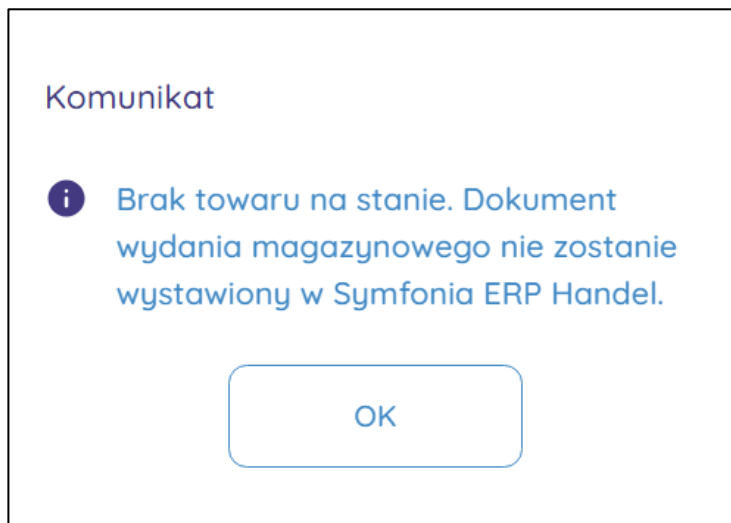 Komunikat
Brak towaru na stanie. Dokument
wydania magazynowego nie zostanie
wystawiony w Symfonia ERP Handel.
OK